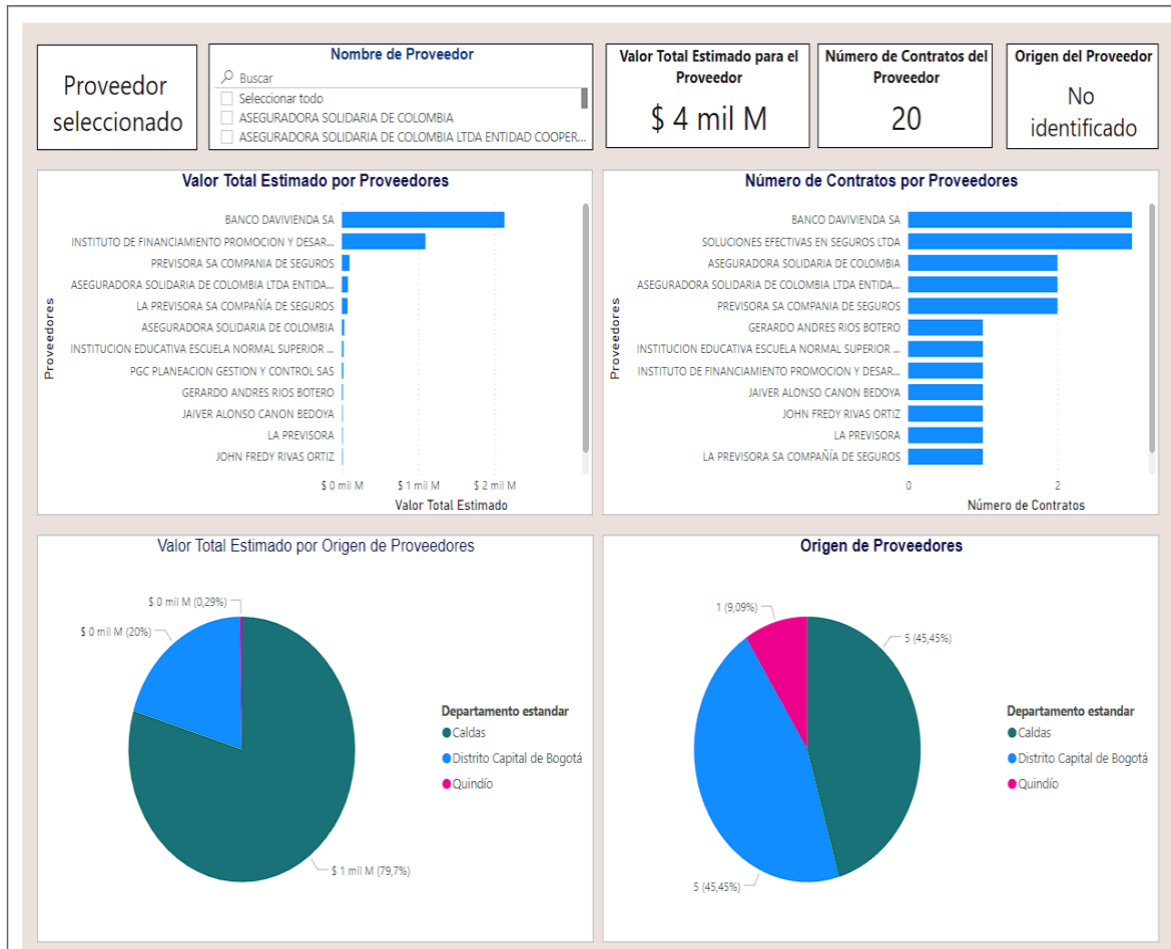 Proveedor
seleccionado
Nombre de Proveedor
Buscar
Seleccionar todo
ASEGURADORA SOLIDARIA DE COLOMBIA
ASEGURADORA SOLIDARIA DE COLOMBIA LTDA ENTIDAD COOPER...
Valor Total Estimado para el
Proveedor
$ 4 mil M
Número de Contratos del
Proveedor
20
Origen del Proveedor
No
identificado
Valor Total Estimado por Proveedores
Proveedores
BANCO DAVIVIENDA SA
INSTITUTO DE FINANCIAMIENTO PROMOCION Y DESAR...
PREVISORA SA COMPANIA DE SEGUROS
ASEGURADORA SOLIDARIA DE COLOMBIA LTDA ENTIDA...
LA PREVISORA SA COMPAÑÍA DE SEGUROS
ASEGURADORA SOLIDARIA DE COLOMBIA
INSTITUCION EDUCATIVA ESCUELA NORMAL SUPERIOR ...
PGC PLANEACION GESTION Y CONTROL SAS
GERARDO ANDRES RIOS BOTERO
JAIVER ALONSO CANON BEDOYA
LA PREVISORA
JOHN FREDY RIVAS ORTIZ
$ 0 mil M $ 1 mil M $ 2 mil M
Valor Total Estimado
Número de Contratos por Proveedores
Proveedores
BANCO DAVIVIENDA SA
SOLUCIONES EFECTIVAS EN SEGUROS LTDA
ASEGURADORA SOLIDARIA DE COLOMBIA
ASEGURADORA SOLIDARIA DE COLOMBIA LTDA ENTIDA...
PREVISORA SA COMPANIA DE SEGUROS
GERARDO ANDRES RIOS BOTERO
INSTITUCION EDUCATIVA ESCUELA NORMAL SUPERIOR ...
INSTITUTO DE FINANCIAMIENTO PROMOCION Y DESAR...
JAIVER ALONSO CANON BEDOYA
JOHN FREDY RIVAS ORTIZ
LA PREVISORA
LA PREVISORA SA COMPAÑÍA DE SEGUROS
0 2
Número de Contratos
Valor Total Estimado por Origen de Proveedores
$ 0 mil M (0,29%)
$ 0 mil M (20%)
$ 1 mil M (79,7%)
Departamento estandar
Caldas
Distrito Capital de Bogotá
Quindío
Origen de Proveedores
1 (9,09%)
5 (45,45%)
5 (45,45%)
Departamento estandar
Caldas
Distrito Capital de Bogotá
Quindío